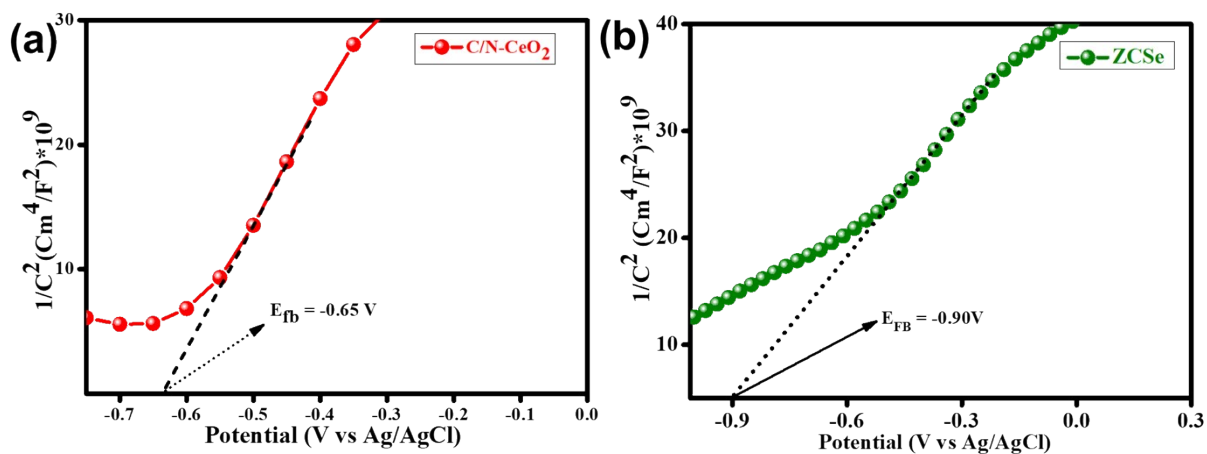 (a)
C/N-CeO₂
1/C² (Cm⁴/F²)*10⁹
30
20
10
E_fb = -0.65 V
-0.7 -0.6 -0.5 -0.4 -0.3 -0.2 -0.1 0.0
Potential (V vs Ag/AgCl)
(b)
ZCSe
1/C² (Cm⁴/F²)*10⁹
40
30
20
10
E_FB = -0.90V
-0.9 -0.6 -0.3 0.0 0.3
Potential (V vs Ag/AgCl)